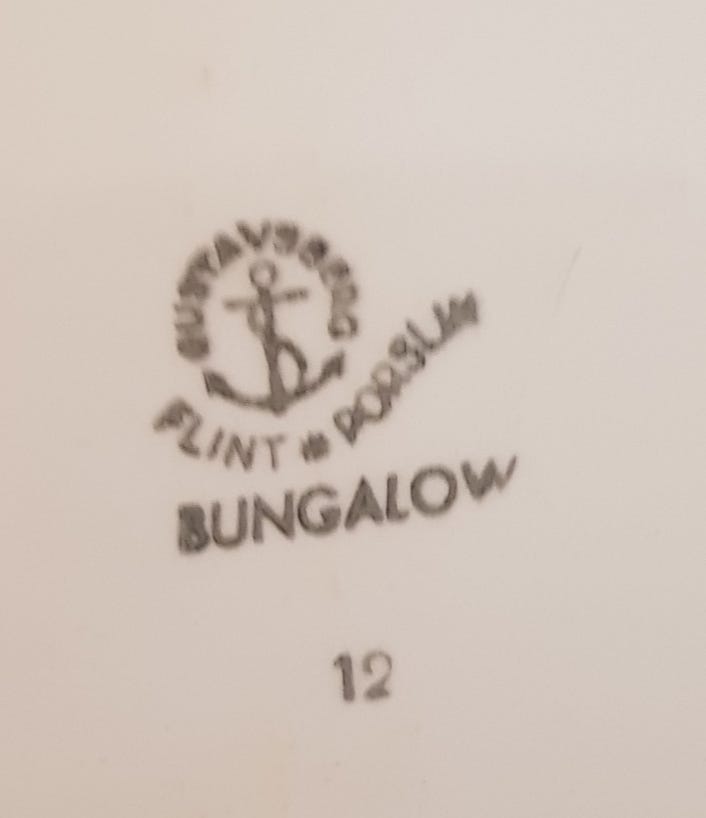 GUSTAVSBERG
FLINT * PORSLIN
BUNGALOW
12